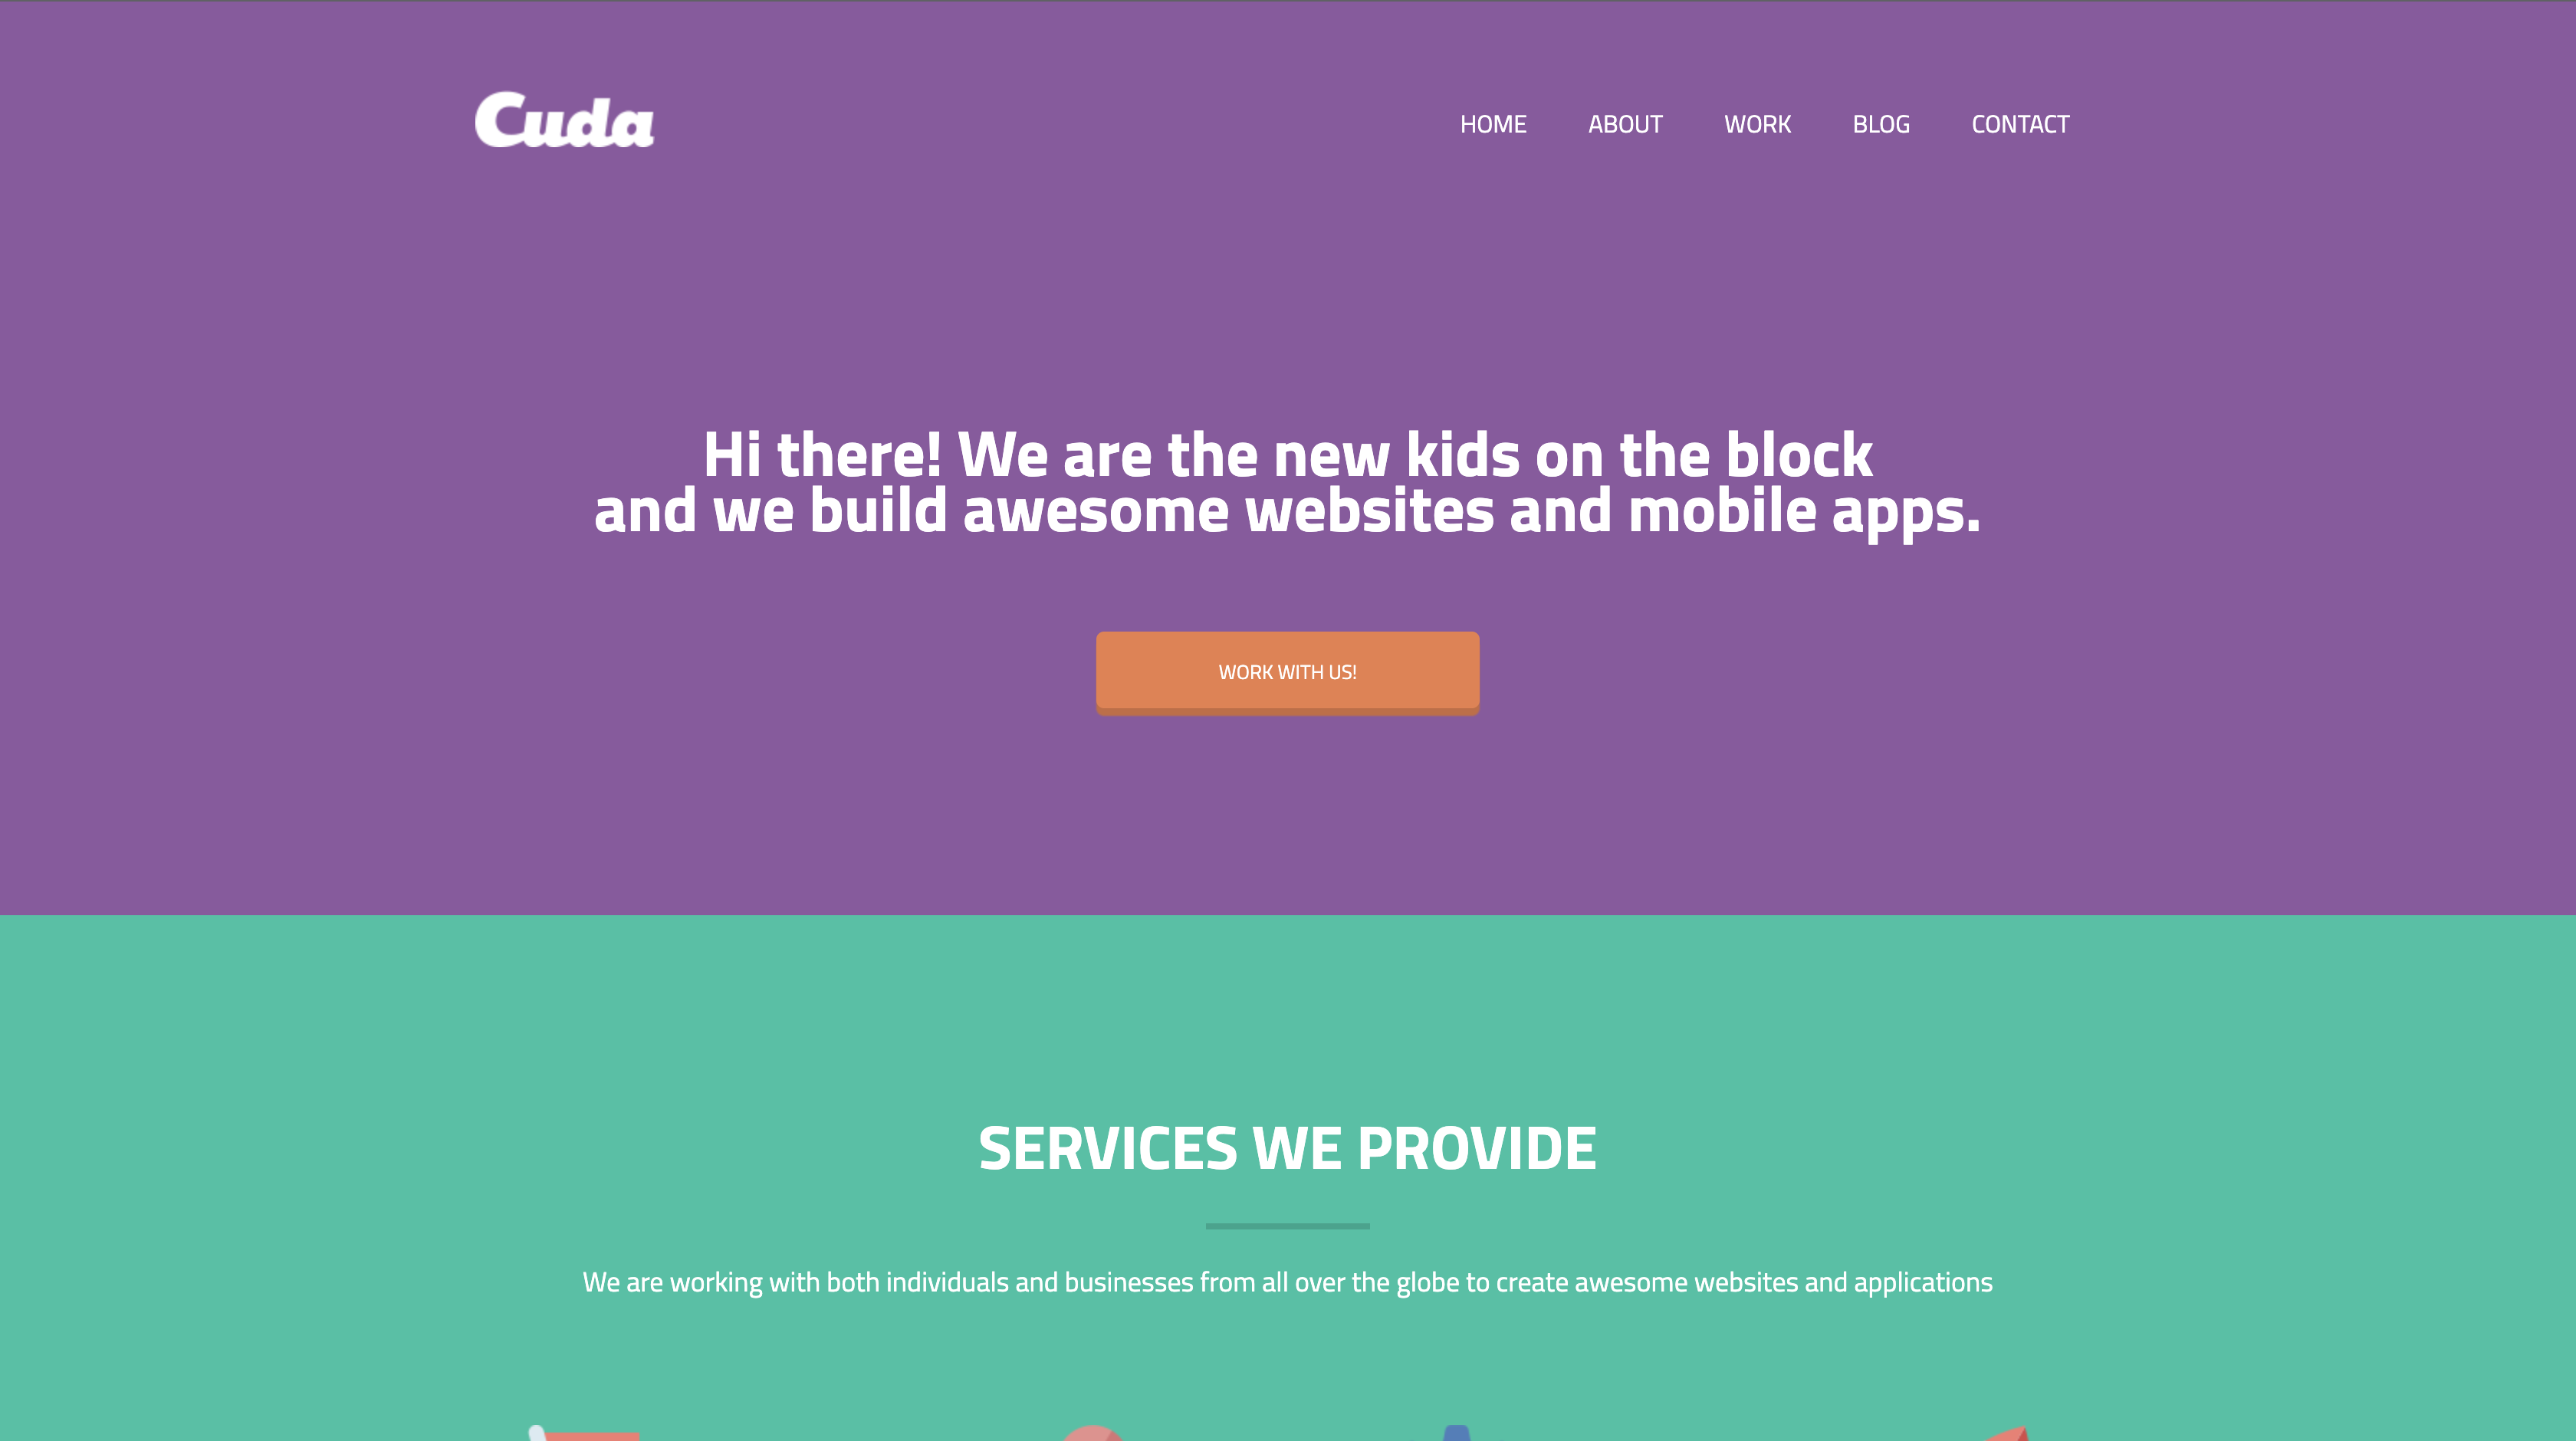 Cuda
HOME ABOUT WORK BLOG CONTACT
Hi there! We are the new kids on the block
and we build awesome websites and mobile apps.
WORK WITH US!
SERVICES WE PROVIDE
We are working with both individuals and businesses from all over the globe to create awesome websites and applications